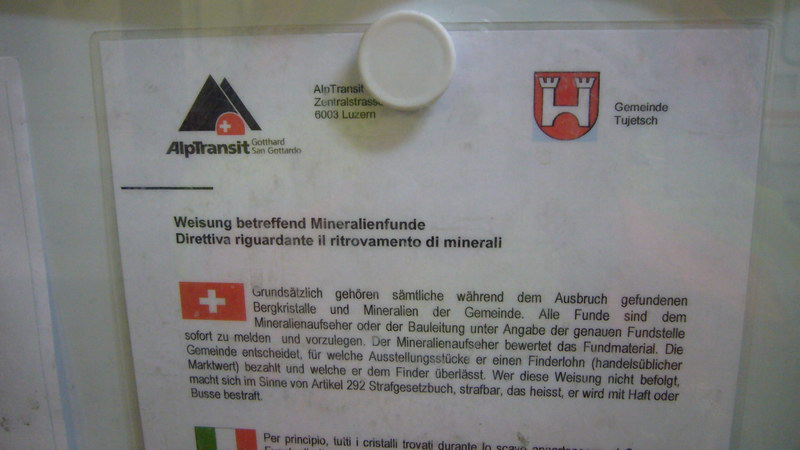 AlpTransit
Zentralstrasse
6003 Luzern
AlpTransit Gotthard
San Gottardo
Gemeinde
Tujetsch
Weisung betreffend Mineralienfunde
Direttiva riguardante il ritrovamento di minerali
Grundsätzlich gehören sämtliche während dem Ausbruch gefundenen
Bergkristalle und Mineralien der Gemeinde. Alle Funde sind dem
Mineralienaufseher oder der Bauleitung unter Angabe der genauen Fundstelle
sofort zu melden und vorzulegen. Der Mineralienaufseher bewertet das Fundmaterial. Die
Gemeinde entscheidet, für welche Ausstellungsstücke er einen Finderlohn (handelsüblicher
Marktwert) bezahlt und welche er dem Finder überlässt. Wer diese Weisung nicht befolgt,
macht sich im Sinne von Artikel 292 Strafgesetzbuch, strafbar, das heisst, er wird mit Haft oder
Busse bestraft.
Per principio, tutti i cristalli trovati durante lo scavo